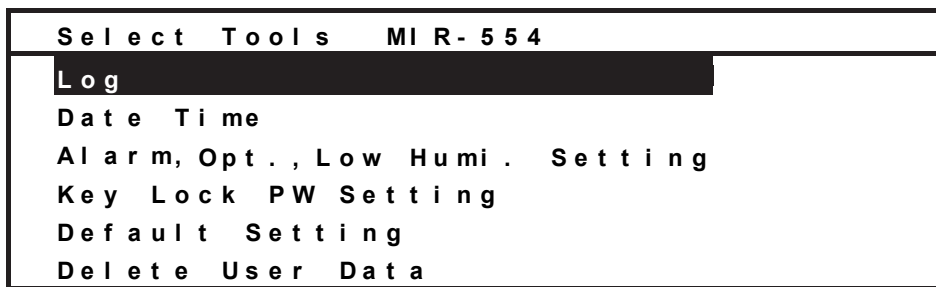 Select Tools MIR-554
Log
Date Time
Alarm, Opt., Low Humi. Setting
Key Lock PW Setting
Default Setting
Delete User Data